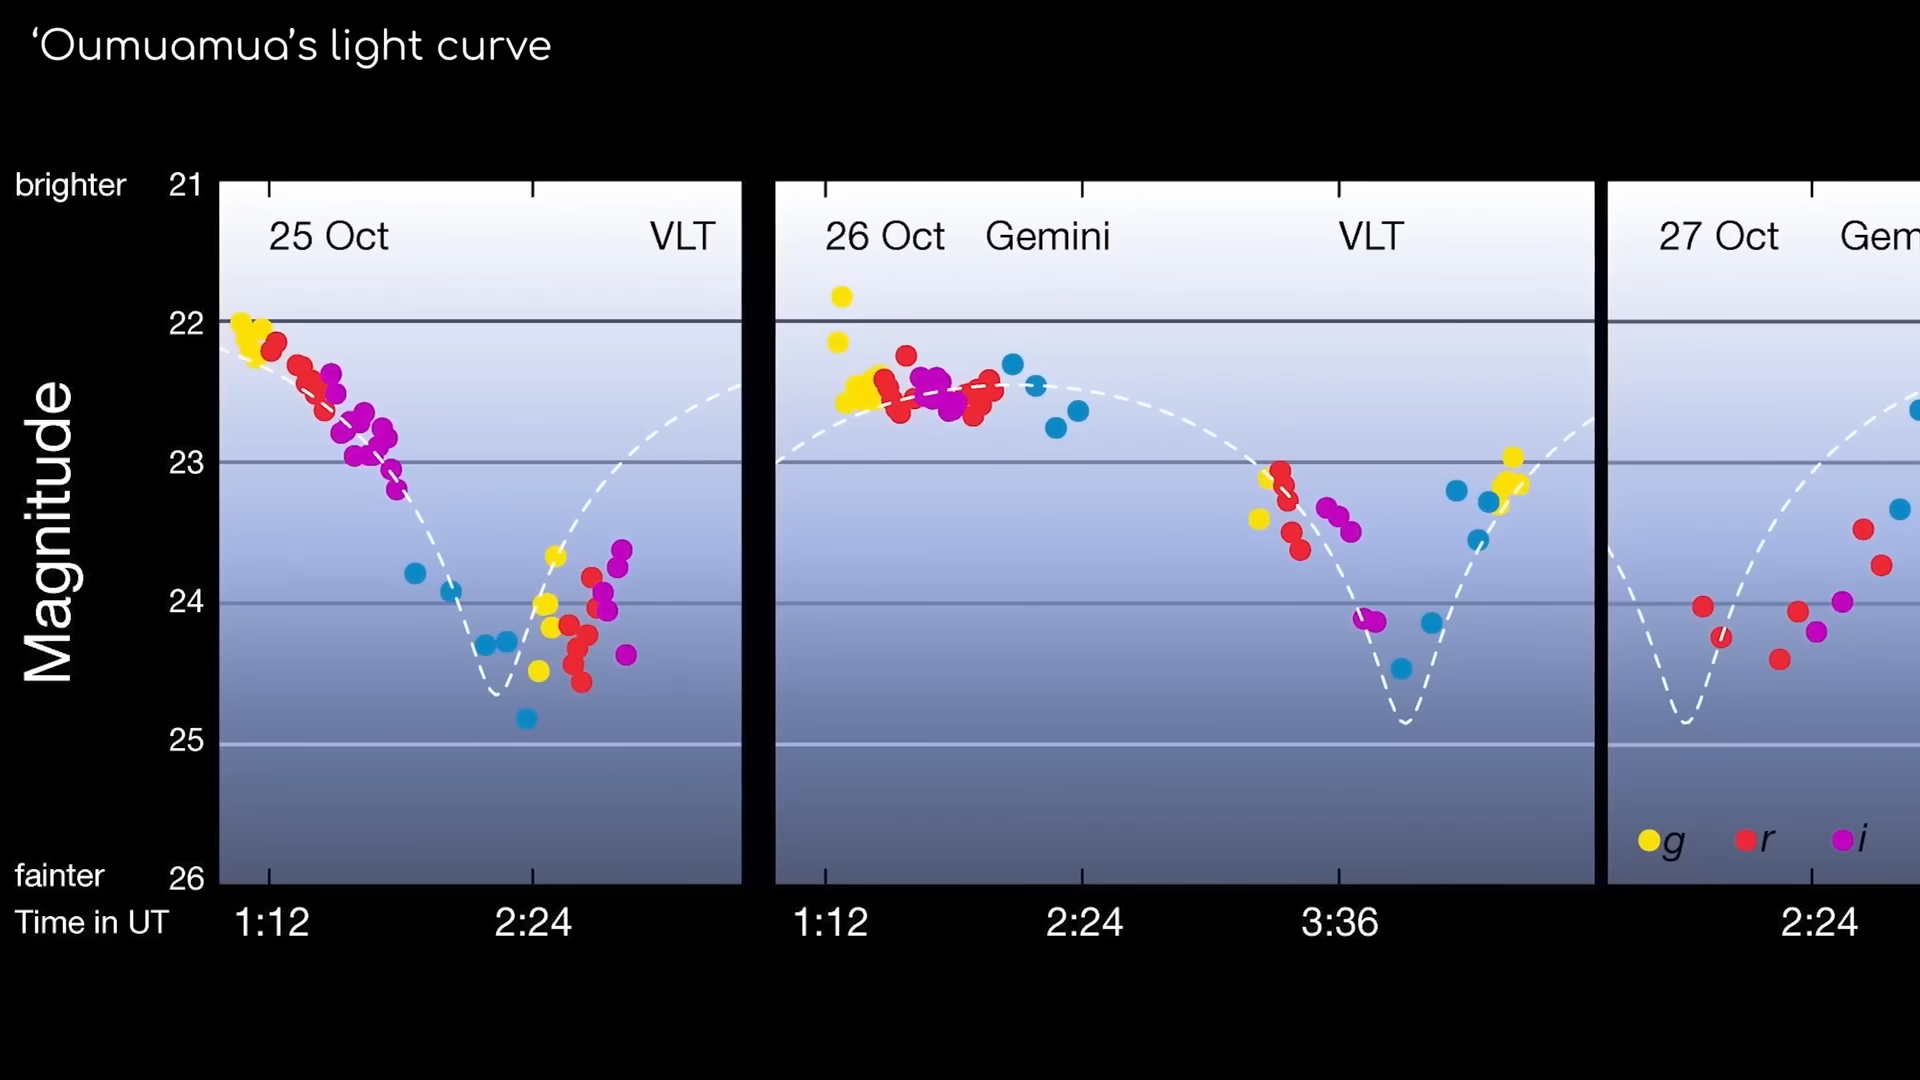 ‘Oumuamua’s light curve
brighter
21
22
23
24
25
26
Magnitude
fainter
Time in UT
25 Oct VLT
1:12 2:24
26 Oct Gemini VLT
1:12 2:24 3:36
27 Oct Gem
g r i
2:24